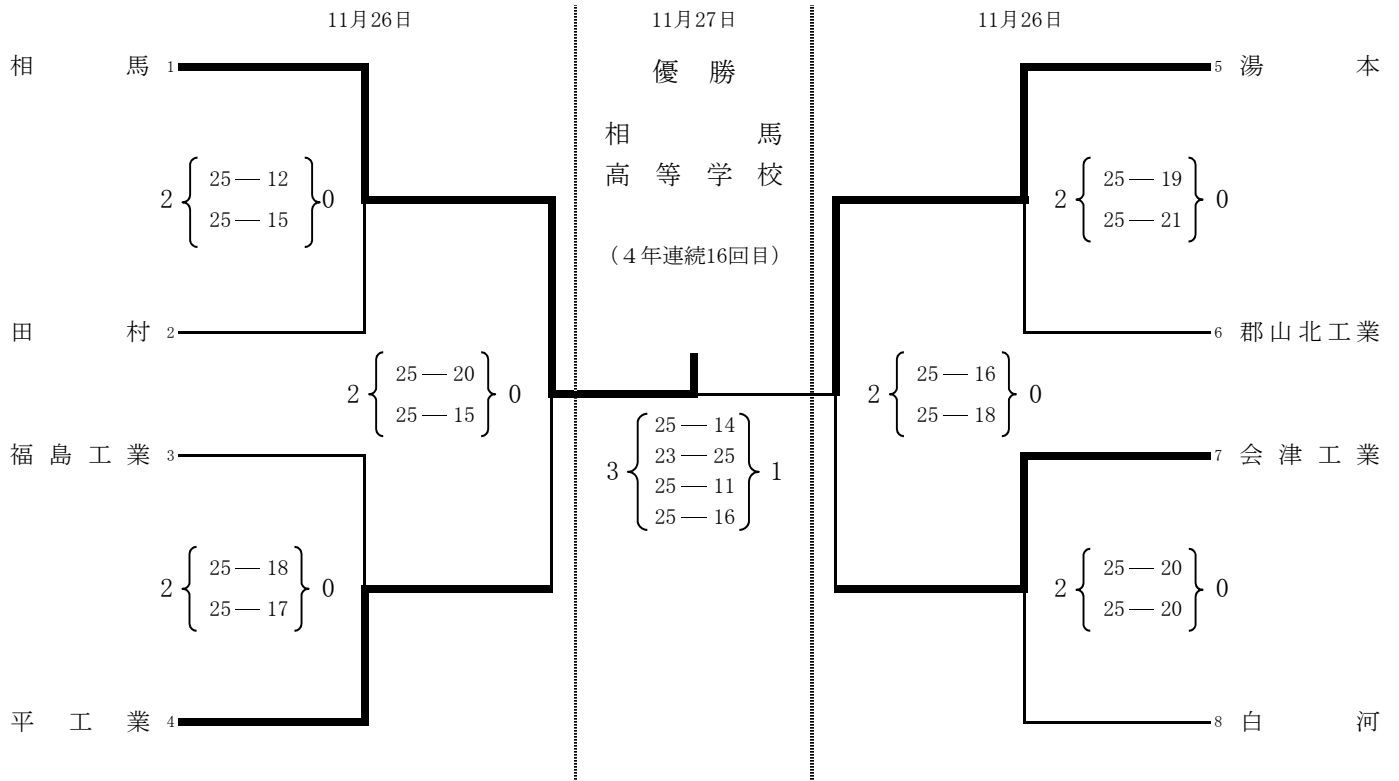 11月26日 11月27日 11月26日
優勝
相馬 1
5 湯本
相馬
高等学校
2 25 — 12 0
25 — 15
2 25 — 19 0
25 — 21
（４年連続16回目）
田村 2
6 郡山北工業
2 25 — 20 0
25 — 15
2 25 — 16 0
25 — 18
3 25 — 14 1
23 — 25
25 — 11
25 — 16
福島工業 3
7 会津工業
2 25 — 18 0
25 — 17
2 25 — 20 0
25 — 20
平工業 4
8 白河